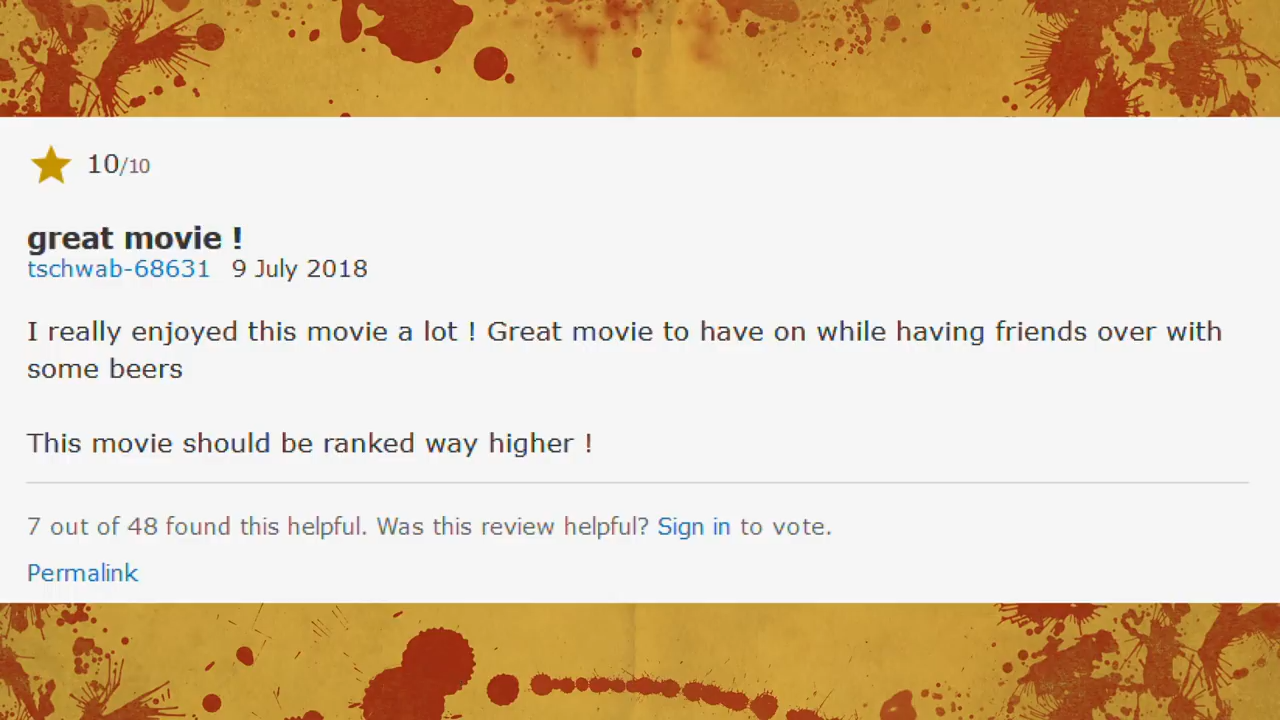 10/10
great movie !
tschwab-68631 9 July 2018
I really enjoyed this movie a lot ! Great movie to have on while having friends over with
some beers
This movie should be ranked way higher !
7 out of 48 found this helpful. Was this review helpful? Sign in to vote.
Permalink